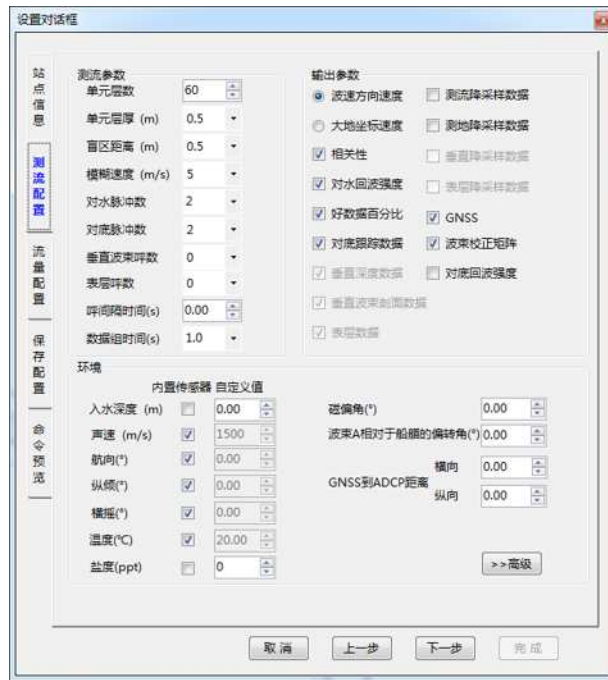 设置对话框
站点信息
测流配置
流量配置
保存配置
命令预览
测流参数
单元层数 60
单元层厚 (m) 0.5
盲区距离 (m) 0.5
模糊速度 (m/s) 5
对水脉冲数 2
对底脉冲数 2
垂直波束呯数 0
表层呯数 0
呯间隔时间(s) 0.00
数据组时间(s) 1.0
输出参数
波速方向速度 测流降采样数据
大地坐标速度 测地降采样数据
相关性 垂直降采样数据
对水回波强度 表层降采样数据
好数据百分比 GNSS
对底跟踪数据 波束校正矩阵
垂直深度数据 对底回波强度
垂直波束剖面数据
表层数据
环境
内置传感器 自定义值
入水深度 (m) 0.00
声速 (m/s) 1500
航向(°) 0.00
纵倾(°) 0.00
横摇(°) 0.00
温度(℃) 20.00
盐度(ppt) 0
磁偏角(°) 0.00
波束A相对于船艏的偏转角(°) 0.00
GNSS到ADCP距离
横向 0.00
纵向 0.00
>>高级
取消 上一步 下一步 完成